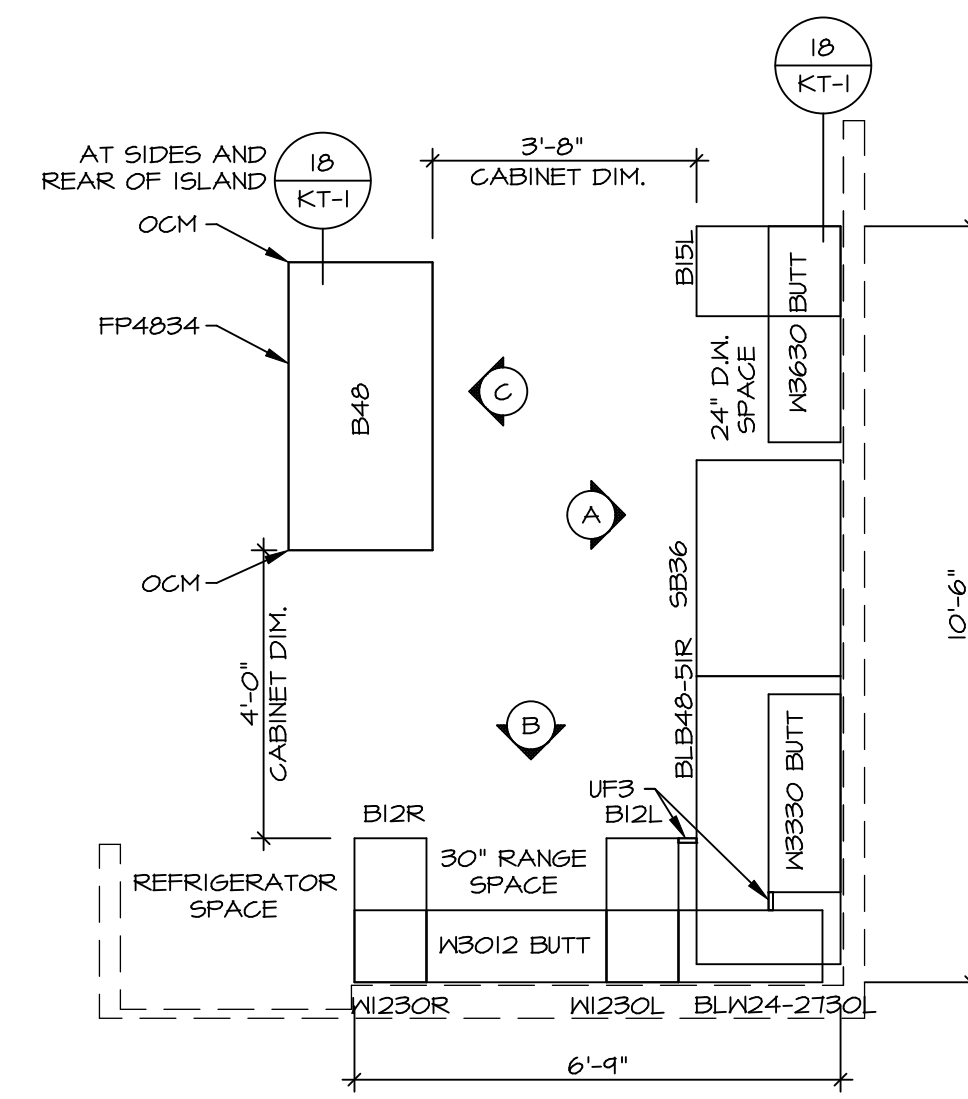 18
KT-1
AT SIDES AND
REAR OF ISLAND
18
KT-1
3'-8"
CABINET DIM.
OCM
B15L
W3630 BUTT
FP4834
24" D.W.
SPACE
B48
C
A
OCM
SB36
10'-6"
4'-0"
CABINET DIM.
BLB48-51R
B
W3330 BUTT
UF3
B12R
B12L
30" RANGE
SPACE
REFRIGERATOR
SPACE
W3012 BUTT
W1230R
W1230L
BLW24-2730L
6'-9"